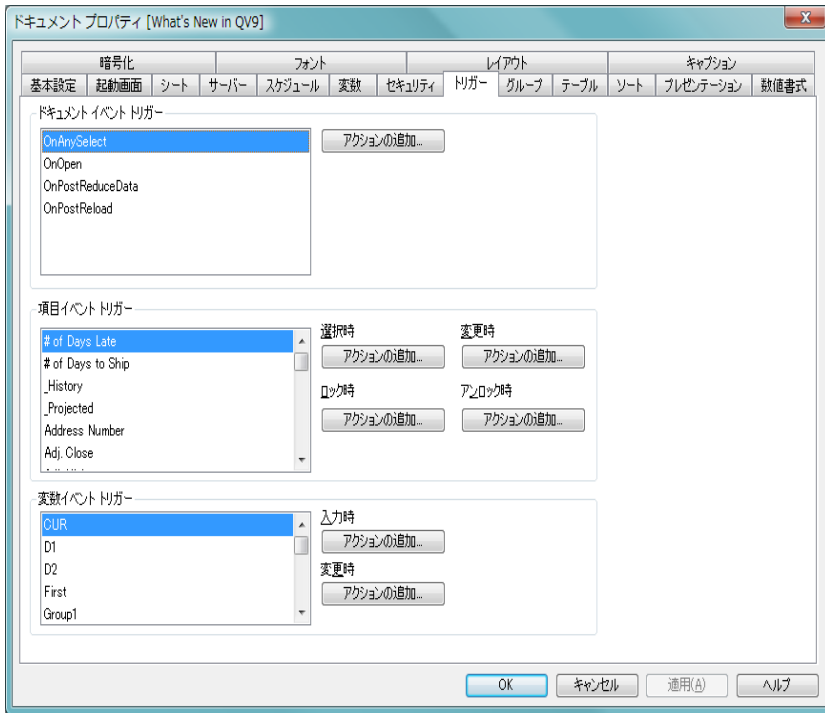 ドキュメント プロパティ [What's New in QV9]
暗号化 フォント レイアウト キャプション
基本設定 起動画面 シート サーバー スケジュール 変数 セキュリティ トリガー グループ テーブル ソート プレゼンテーション 数値書式
ドキュメント イベント トリガー
OnAnySelect アクションの追加...
OnOpen
OnPostReduceData
OnPostReload
項目イベント トリガー
選択時 変更時
# of Days Late アクションの追加... アクションの追加...
# of Days to Ship
_History ロック時 アンロック時
_Projected
Address Number アクションの追加... アクションの追加...
Adj. Close
変数イベント トリガー
CUR 入力時
D1 アクションの追加...
D2 変更時
First アクションの追加...
Group1
OK キャンセル 適用(A) ヘルプ